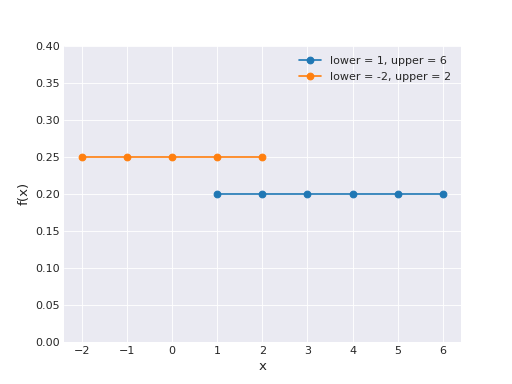 0.40
0.35
0.30
0.25
0.20
0.15
0.10
0.05
0.00
f(x)
lower = 1, upper = 6
lower = -2, upper = 2
−2 −1 0 1 2 3 4 5 6
x